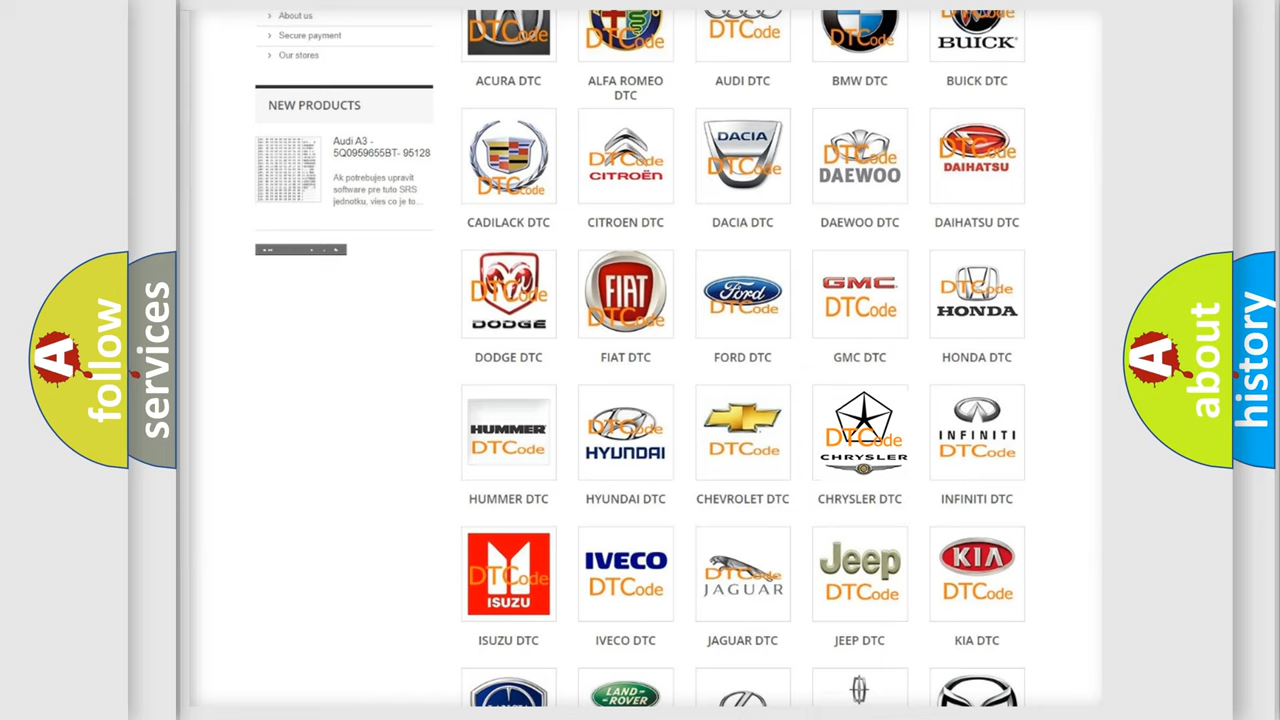 About us
Secure payment
Our stores
NEW PRODUCTS
Audi A3 -
5Q0959655BT- 95128
Ak potrebujes upravit
software pre tuto SRS
jednotku, vies co je to...
DTCode
DTCode
DTCode
DTCode
BUICK
ACURA DTC
ALFA ROMEO
DTC
AUDI DTC
BMW DTC
BUICK DTC
DTCode
DTCode
CITROËN
DACIA
DTCode
DTCode
DAEWOO
DTCode
DAIHATSU
CADILACK DTC
CITROEN DTC
DACIA DTC
DAEWOO DTC
DAIHATSU DTC
DTCode
DODGE
FIAT
DTCode
Ford
DTCode
GMC
DTCode
DTCode
HONDA
DODGE DTC
FIAT DTC
FORD DTC
GMC DTC
HONDA DTC
HUMMER
DTCode
DTCode
HYUNDAI
DTCode
DTCode
CHRYSLER
INFINITI
DTCode
HUMMER DTC
HYUNDAI DTC
CHEVROLET DTC
CHRYSLER DTC
INFINITI DTC
DTCode
ISUZU
IVECO
DTCode
DTCode
JAGUAR
Jeep
DTCode
KIA
DTCode
ISUZU DTC
IVECO DTC
JAGUAR DTC
JEEP DTC
KIA DTC
LAND-
ROVER
A follow
services
A about
history